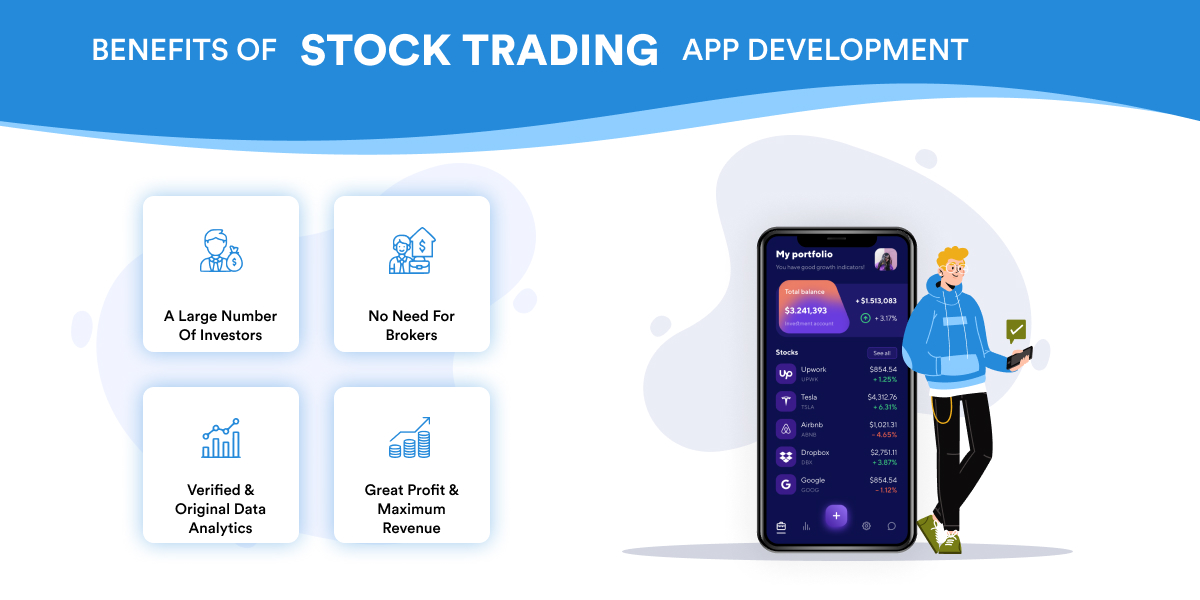 BENEFITS OF STOCK TRADING APP DEVELOPMENT
A Large Number
Of Investors
No Need For
Brokers
Verified &
Original Data
Analytics
Great Profit &
Maximum
Revenue
My portfolio
You have good growth indicators!
Total balance
$3.241,393
Investment account
+ $1.513,083
+ 3.17%
Stocks
See all
Up
Upwork
UPWK
$854.54
+ 1.25%
Tesla
TSLA
$4,312.76
+ 6.31%
Airbnb
ABNB
$1,021.31
- 4.65%
Dropbox
DBX
$2,751.11
+ 3.87%
G
Google
GOOG
$854.54
- 1.12%